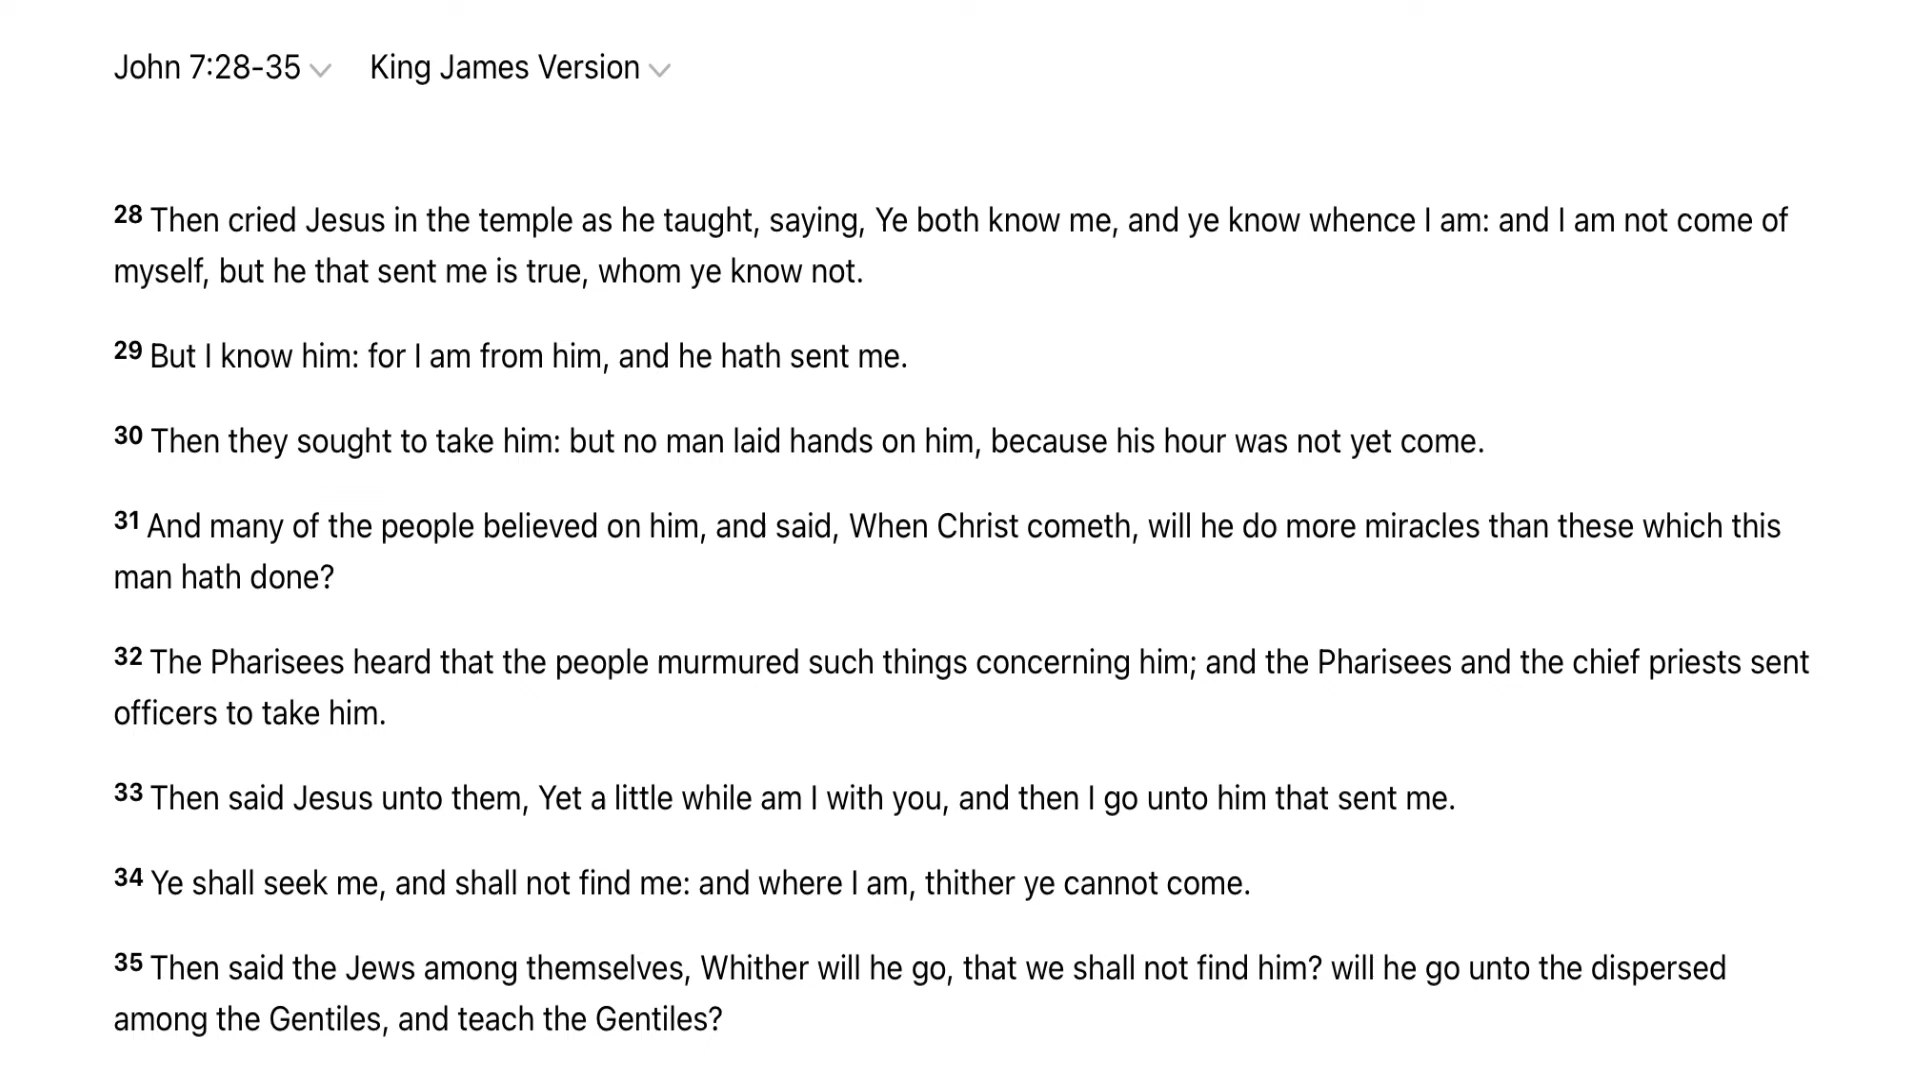 John 7:28-35 King James Version
28 Then cried Jesus in the temple as he taught, saying, Ye both know me, and ye know whence I am: and I am not come of
myself, but he that sent me is true, whom ye know not.
29 But I know him: for I am from him, and he hath sent me.
30 Then they sought to take him: but no man laid hands on him, because his hour was not yet come.
31 And many of the people believed on him, and said, When Christ cometh, will he do more miracles than these which this
man hath done?
32 The Pharisees heard that the people murmured such things concerning him; and the Pharisees and the chief priests sent
officers to take him.
33 Then said Jesus unto them, Yet a little while am I with you, and then I go unto him that sent me.
34 Ye shall seek me, and shall not find me: and where I am, thither ye cannot come.
35 Then said the Jews among themselves, Whither will he go, that we shall not find him? will he go unto the dispersed
among the Gentiles, and teach the Gentiles?